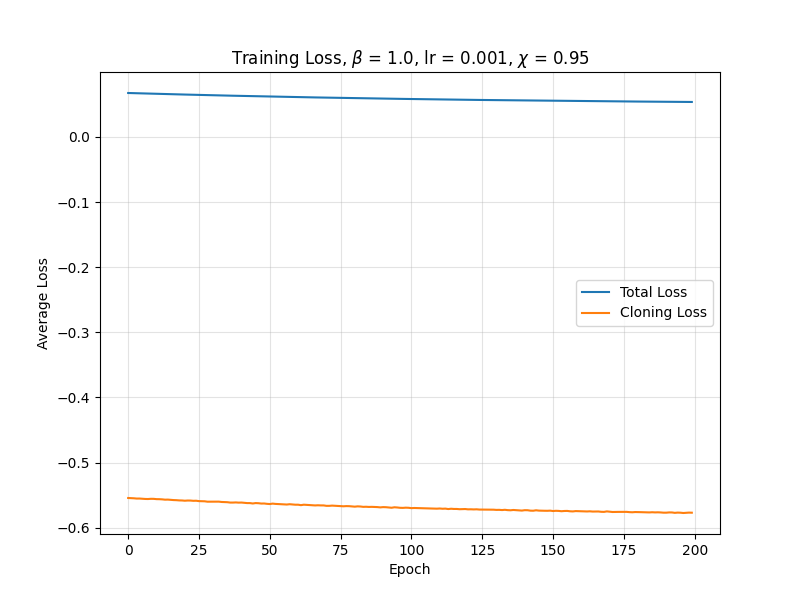 Training Loss, β = 1.0, lr = 0.001, χ = 0.95
Average Loss
0.0
−0.1
−0.2
−0.3
−0.4
−0.5
−0.6
Total Loss
Cloning Loss
0 25 50 75 100 125 150 175 200
Epoch